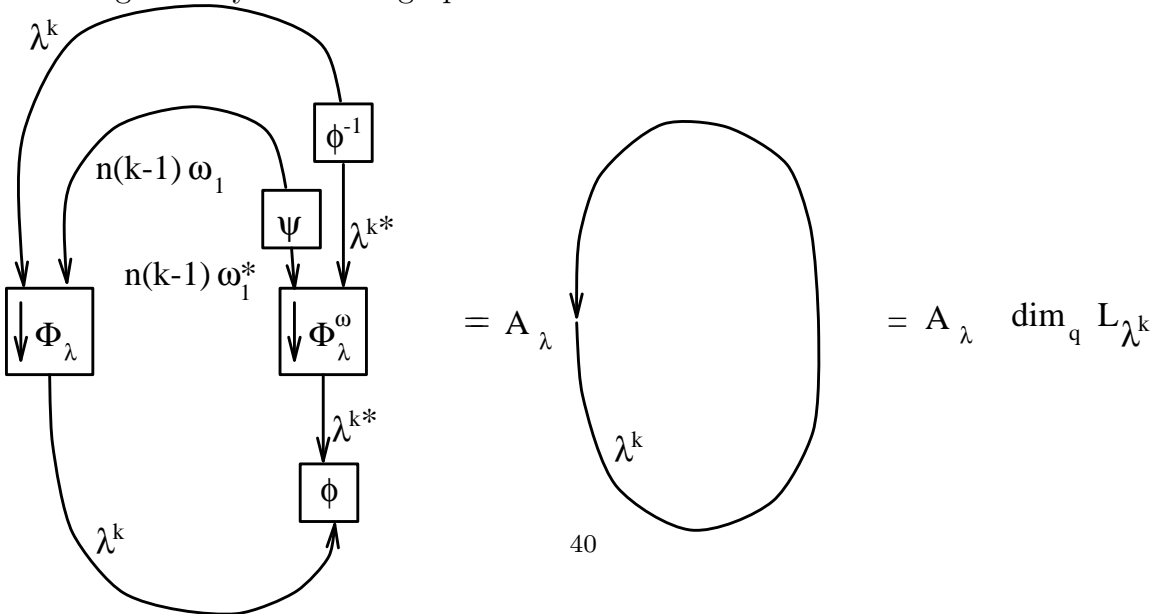 λ^k
φ^-1
n(k-1) ω_1
ψ
λ^k*
n(k-1) ω_1^*
Φ_λ
Φ_λ^ω
= A_λ
= A_λ dim_q L_λ^k
λ^k*
λ^k
φ
λ^k
40